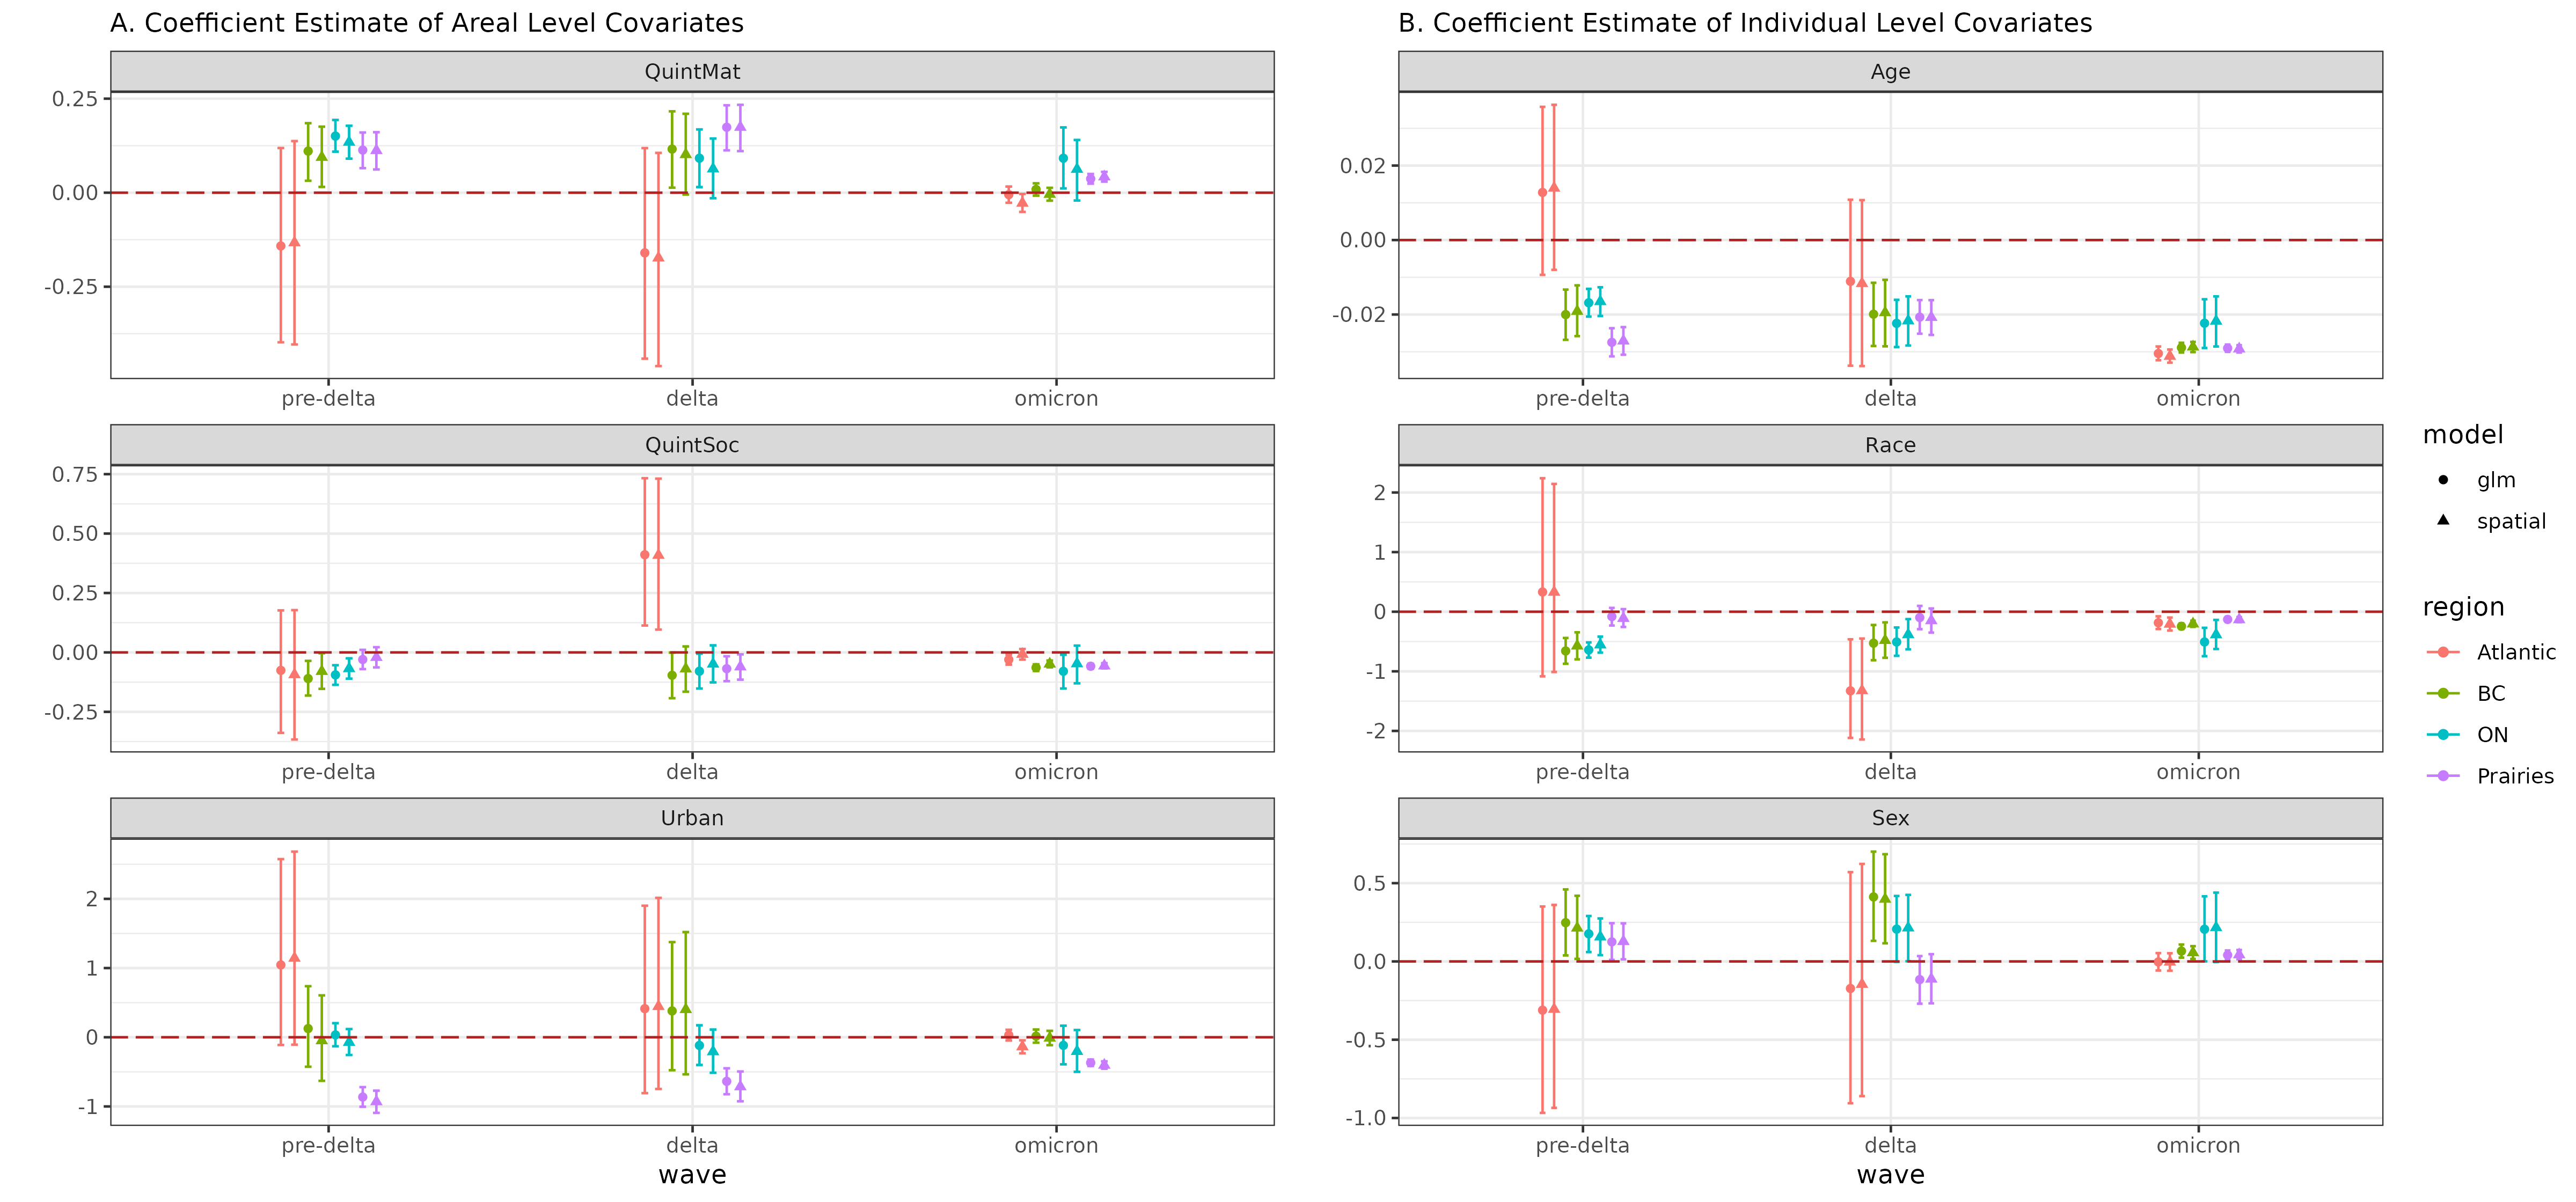 A. Coefficient Estimate of Areal Level Covariates
QuintMat
0.25
0.00
-0.25
pre-delta delta omicron
QuintSoc
0.75
0.50
0.25
0.00
-0.25
pre-delta delta omicron
Urban
2
1
0
-1
pre-delta delta omicron
wave
B. Coefficient Estimate of Individual Level Covariates
Age
0.02
0.00
-0.02
pre-delta delta omicron
Race
2
1
0
-1
-2
pre-delta delta omicron
Sex
0.5
0.0
-0.5
-1.0
pre-delta delta omicron
wave
model
glm
spatial
region
Atlantic
BC
ON
Prairies